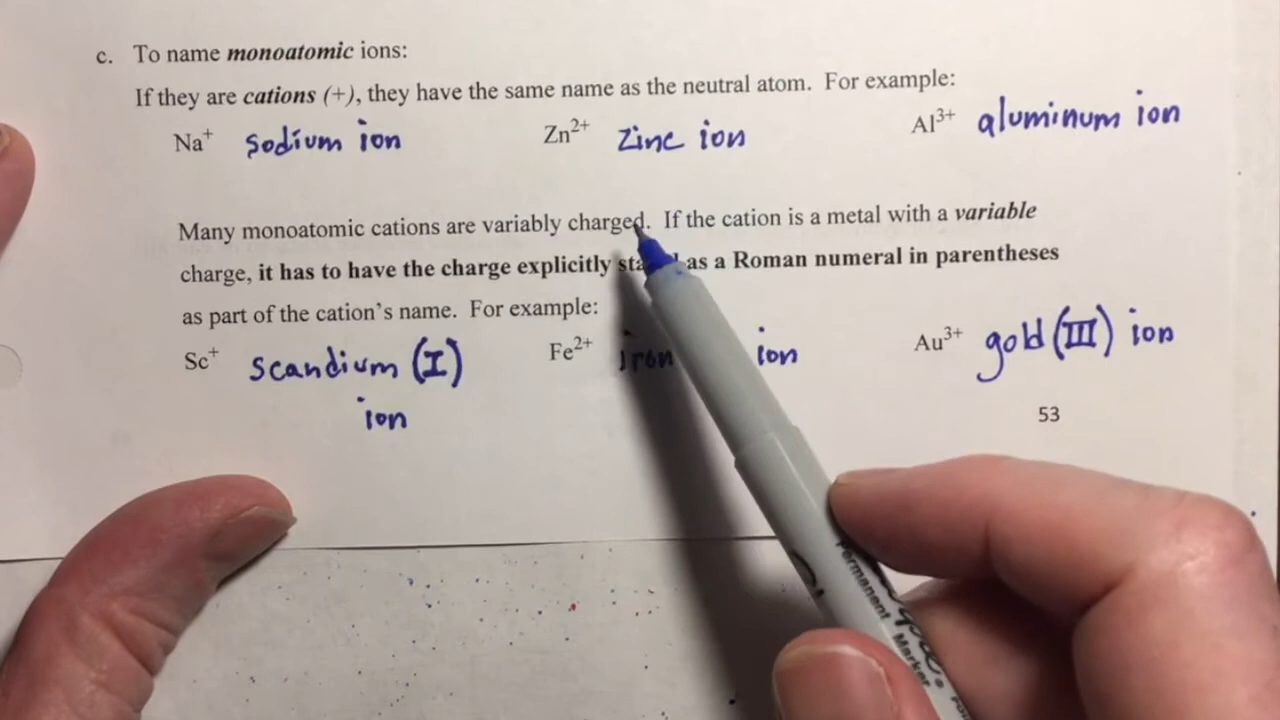 c. To name monoatomic ions:
If they are cations (+), they have the same name as the neutral atom. For example:
Na⁺ sodium ion Zn²⁺ zinc ion Al³⁺ aluminum ion
Many monoatomic cations are variably charged. If the cation is a metal with a variable
charge, it has to have the charge explicitly as a Roman numeral in parentheses
as part of the cation's name. For example:
Sc⁺ scandium (I) Fe²⁺ iron ion Au³⁺ gold (III) ion
ion
53
Permanent Marker